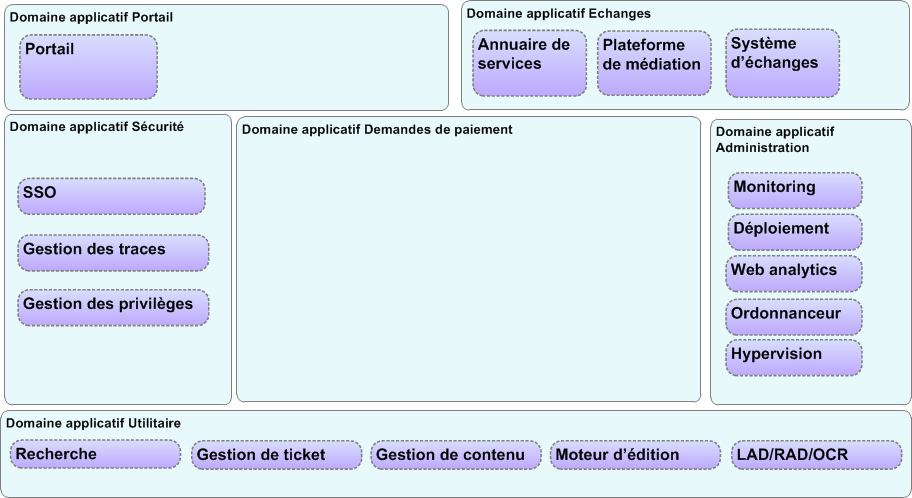 Domaine applicatif Portail
Portail
Domaine applicatif Echanges
Annuaire de
services
Plateforme
de médiation
Système
d’échanges
Domaine applicatif Sécurité
SSO
Gestion des traces
Gestion des privilèges
Domaine applicatif Demandes de paiement
Domaine applicatif
Administration
Monitoring
Déploiement
Web analytics
Ordonnanceur
Hypervision
Domaine applicatif Utilitaire
Recherche
Gestion de ticket
Gestion de contenu
Moteur d’édition
LAD/RAD/OCR